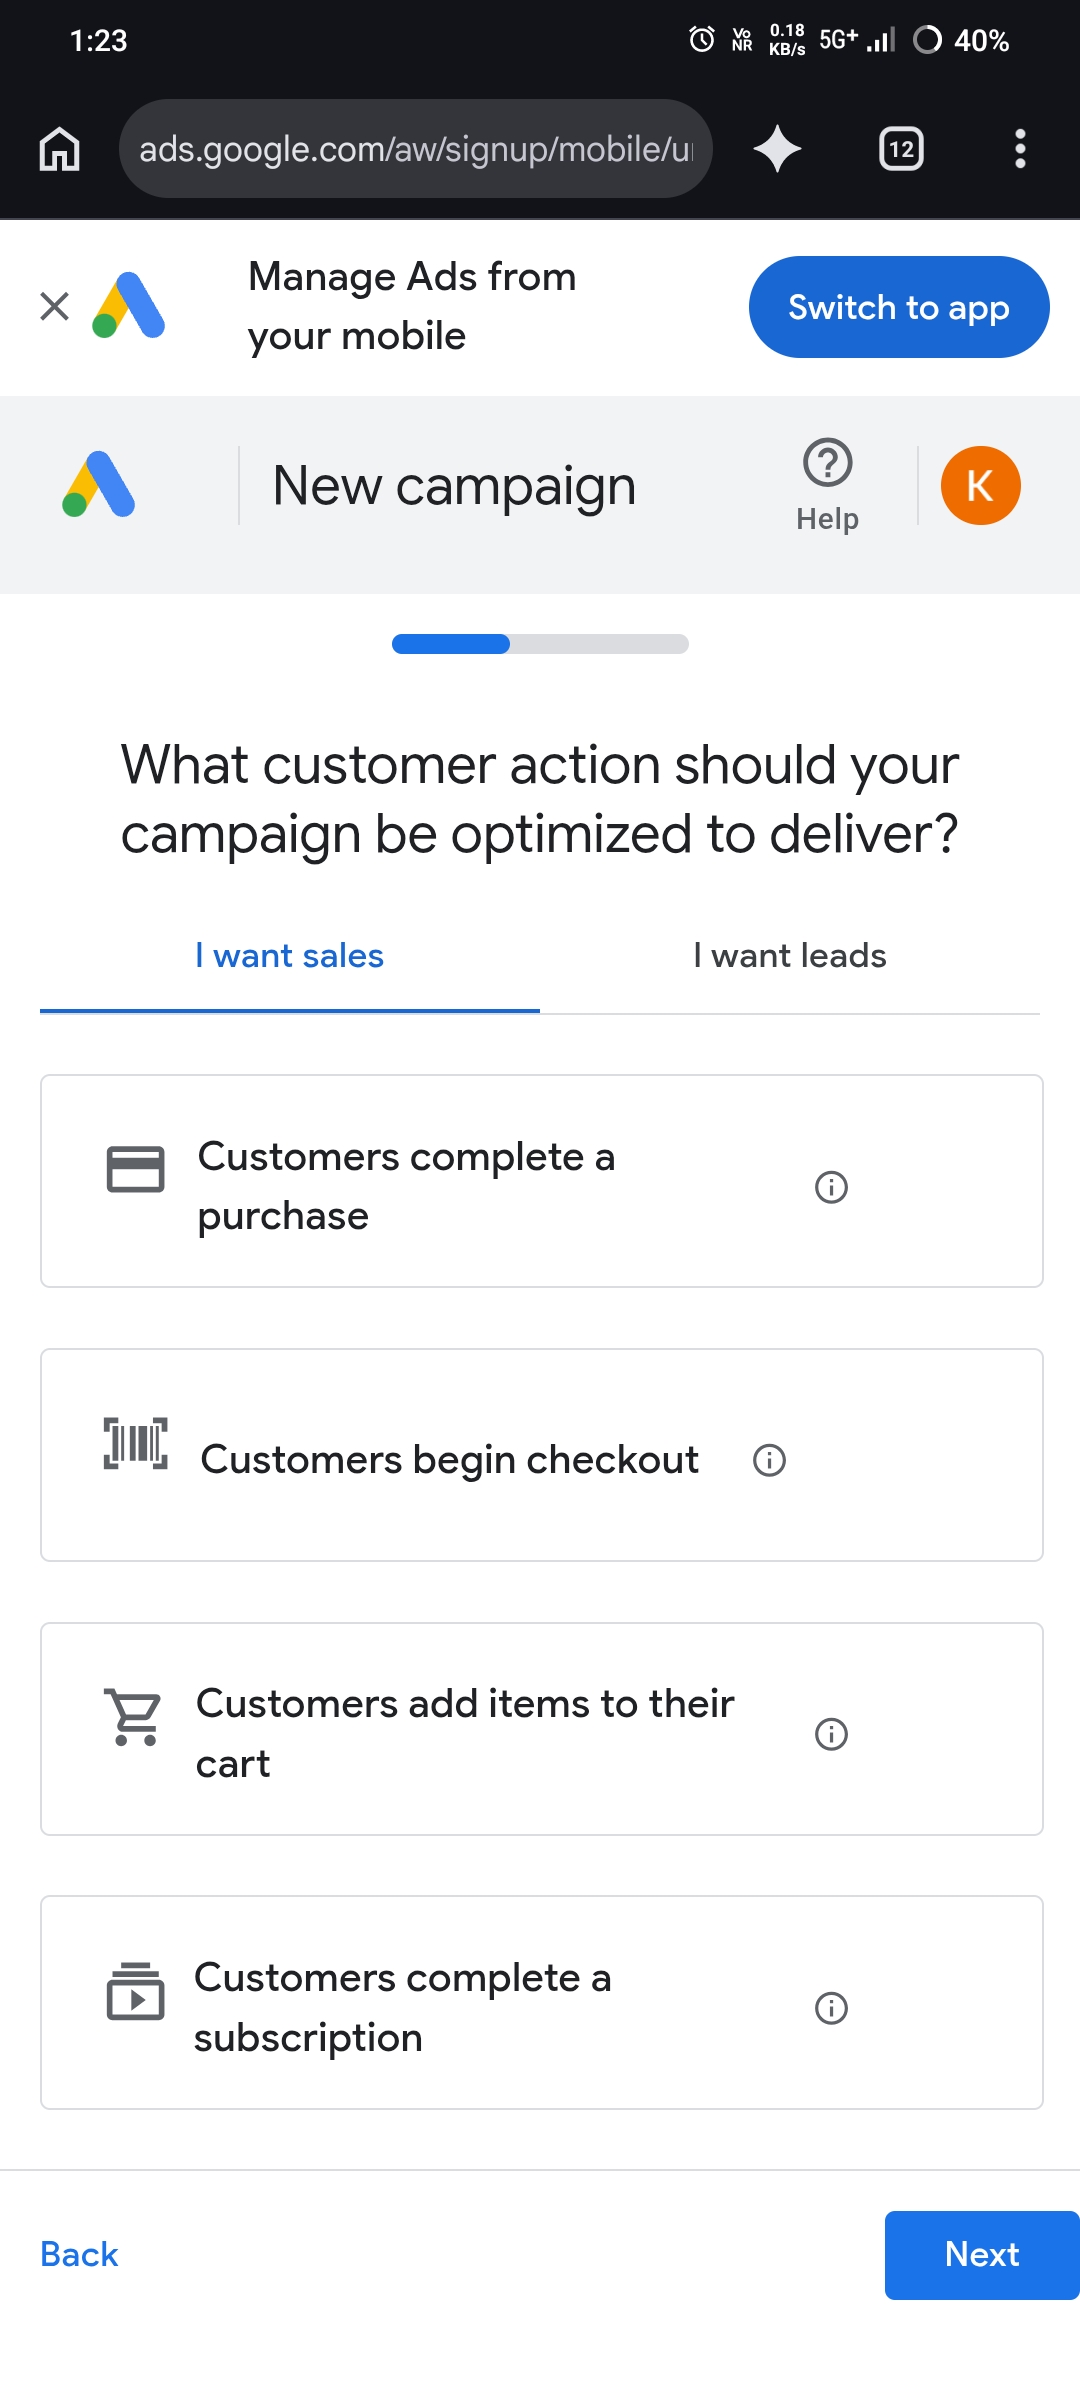 1:23
Vo
NR
0.18
KB/s
5G+
40%
ads.google.com/aw/signup/mobile/u
12
Manage Ads from
your mobile
Switch to app
New campaign
Help
K
What customer action should your
campaign be optimized to deliver?
I want sales
I want leads
Customers complete a
purchase
Customers begin checkout
Customers add items to their
cart
Customers complete a
subscription
Back
Next